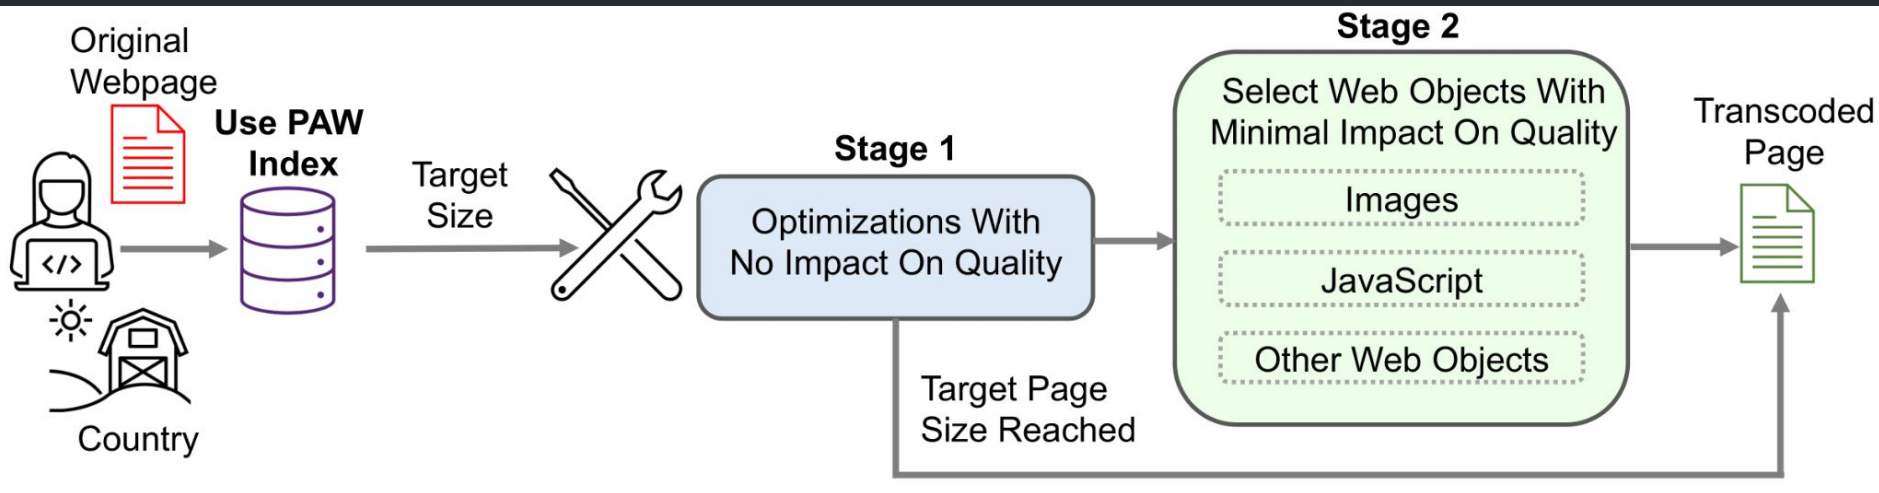 Original
Webpage
Use PAW
Index
</>
Country
Target
Size
Stage 1
Optimizations With
No Impact On Quality
Target Page
Size Reached
Stage 2
Select Web Objects With
Minimal Impact On Quality
Images
JavaScript
Other Web Objects
Transcoded
Page